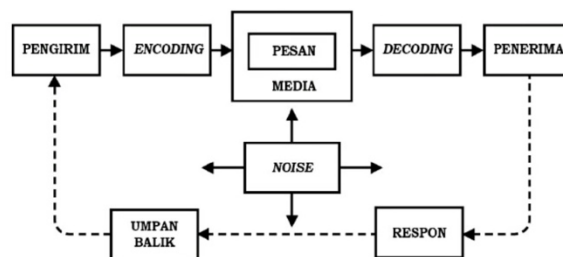 PENGIRIM
ENCODING
PESAN
MEDIA
DECODING
PENERIMA
NOISE
UMPAN
BALIK
RESPON